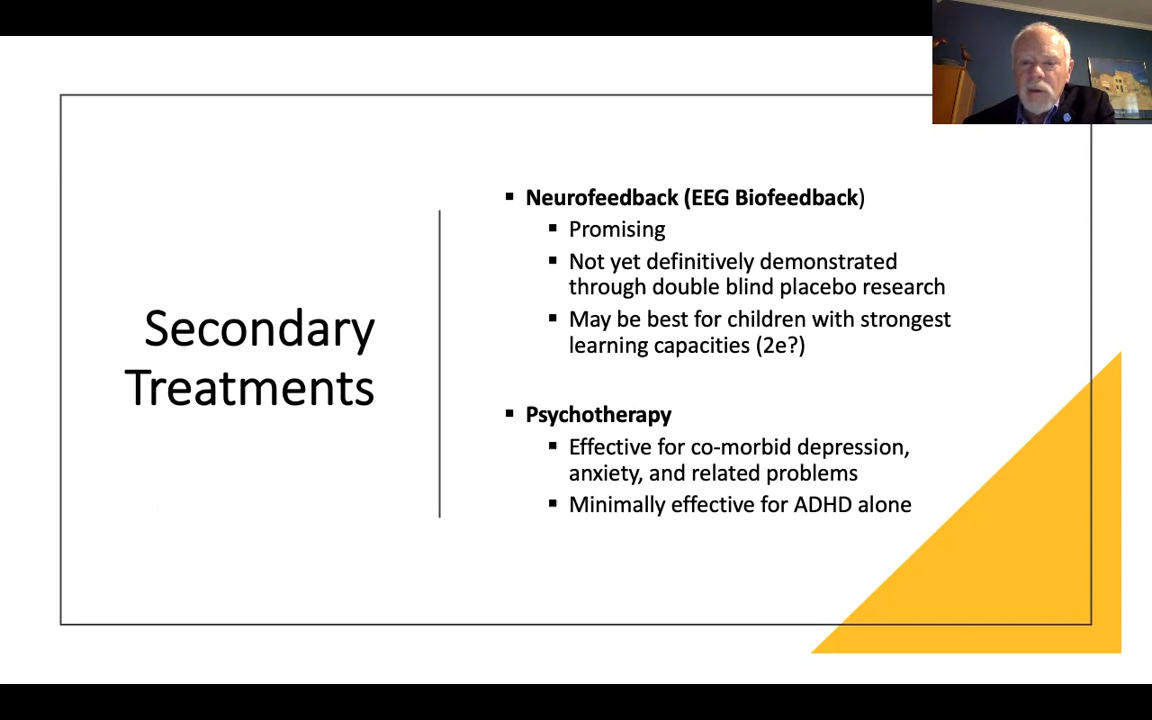 Secondary
Treatments
▪ Neurofeedback (EEG Biofeedback)
▪ Promising
▪ Not yet definitively demonstrated
through double blind placebo research
▪ May be best for children with strongest
learning capacities (2e?)
▪ Psychotherapy
▪ Effective for co-morbid depression,
anxiety, and related problems
▪ Minimally effective for ADHD alone